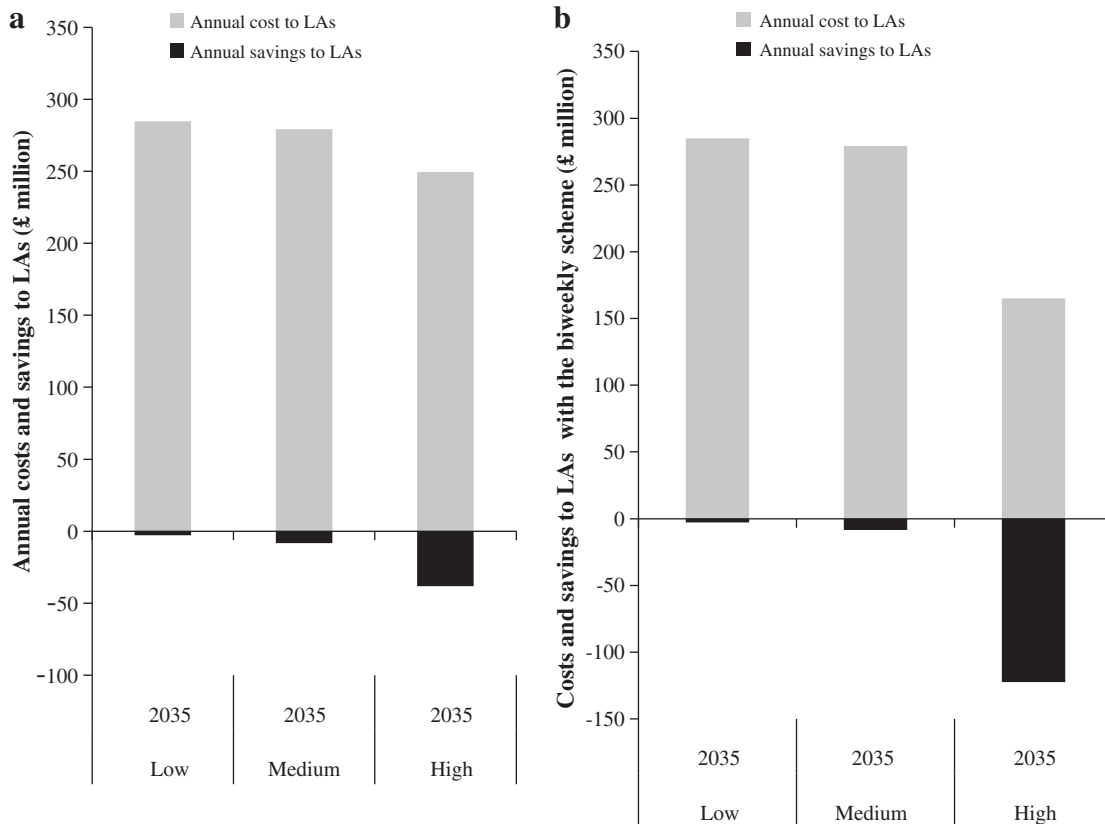 a
Annual cost to LAs
Annual savings to LAs
Annual costs and savings to LAs (£ million)
350
300
250
200
150
100
50
0
-50
-100
2035 2035 2035
Low Medium High
b
Annual cost to LAs
Annual savings to LAs
Costs and savings to LAs with the biweekly scheme (£ million)
350
300
250
200
150
100
50
0
-50
-100
-150
2035 2035 2035
Low Medium High